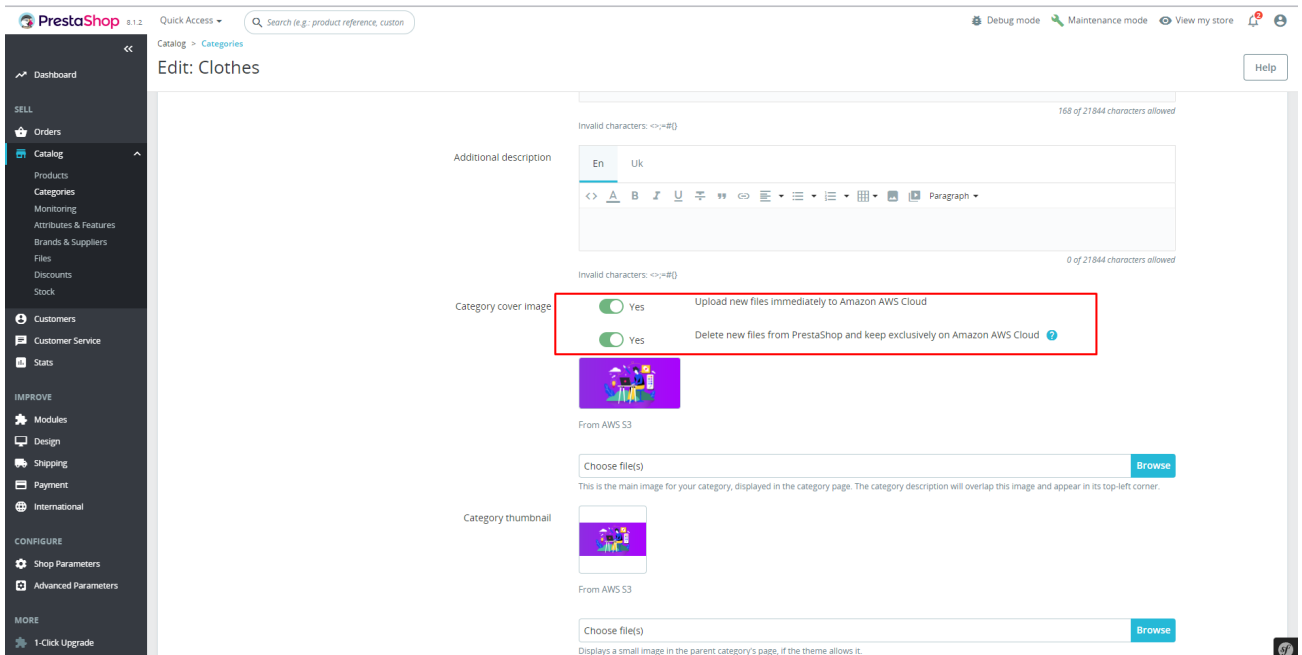 PrestaShop 8.1.2 Quick Access Search (e.g.: product reference, custon Debug mode Maintenance mode View my store 2
Catalog > Categories
Edit: Clothes
Help
Dashboard
SELL
Orders
Catalog
Products
Categories
Monitoring
Attributes & Features
Brands & Suppliers
Files
Discounts
Stock
Customers
Customer Service
Stats
IMPROVE
Modules
Design
Shipping
Payment
International
CONFIGURE
Shop Parameters
Advanced Parameters
MORE
1-Click Upgrade
168 of 21844 characters allowed
Invalid characters: <>;=#{}
Additional description
En Uk
A B I U Paragraph
0 of 21844 characters allowed
Invalid characters: <>;=#{}
Category cover image
Yes Upload new files immediately to Amazon AWS Cloud
Yes Delete new files from PrestaShop and keep exclusively on Amazon AWS Cloud ?
From AWS S3
Choose file(s) Browse
This is the main image for your category, displayed in the category page. The category description will overlap this image and appear in its top-left corner.
Category thumbnail
From AWS S3
Choose file(s) Browse
Displays a small image in the parent category's page, if the theme allows it.
sf